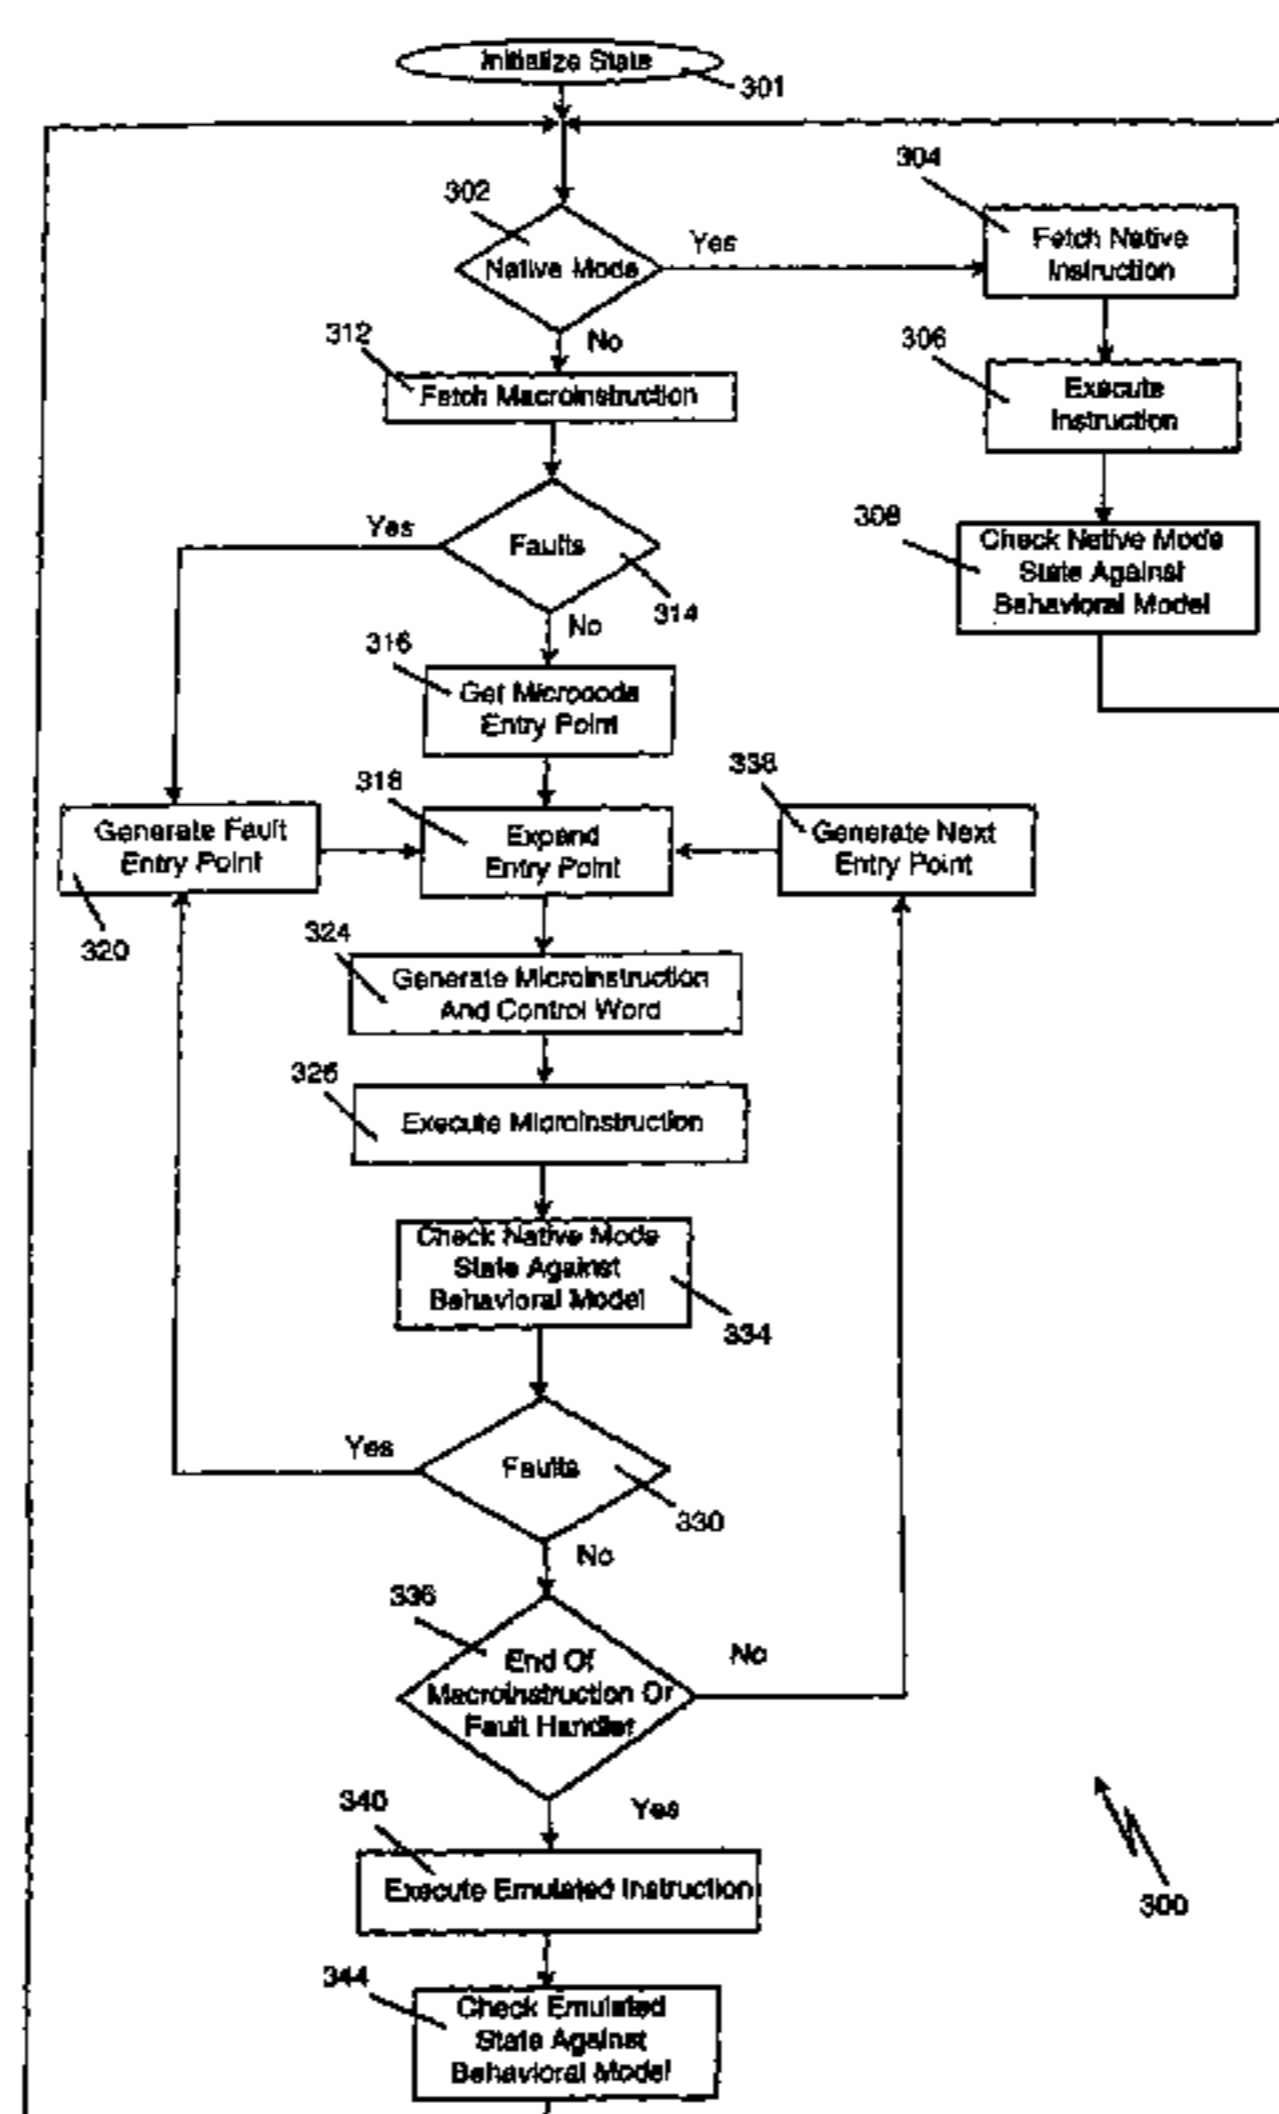 Initialize State
301
302
Native Mode
Yes
No
304
Fetch Native
Instruction
306
Execute
Instruction
308
Check Native Mode
State Against
Behavioral Model
312
Fetch Macroinstruction
Yes
Faults
314
No
316
Get Microcode
Entry Point
318
Expand
Entry Point
338
Generate Next
Entry Point
Generate Fault
Entry Point
320
324
Generate Microinstruction
And Control Word
326
Execute Microinstruction
Check Native Mode
State Against
Behavioral Model
334
Yes
Faults
330
No
336
End Of
Macroinstruction Or
Fault Handler
No
Yes
340
Execute Emulated Instruction
344
Check Emulated
State Against
Behavioral Model
300